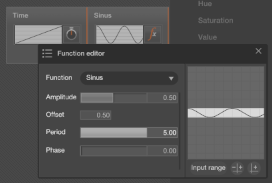 Time
Sinus
Hue
Saturation
Value
Function editor
Function Sinus
Amplitude 0.50
Offset 0.50
Period 5.00
Phase 0.00
Input range